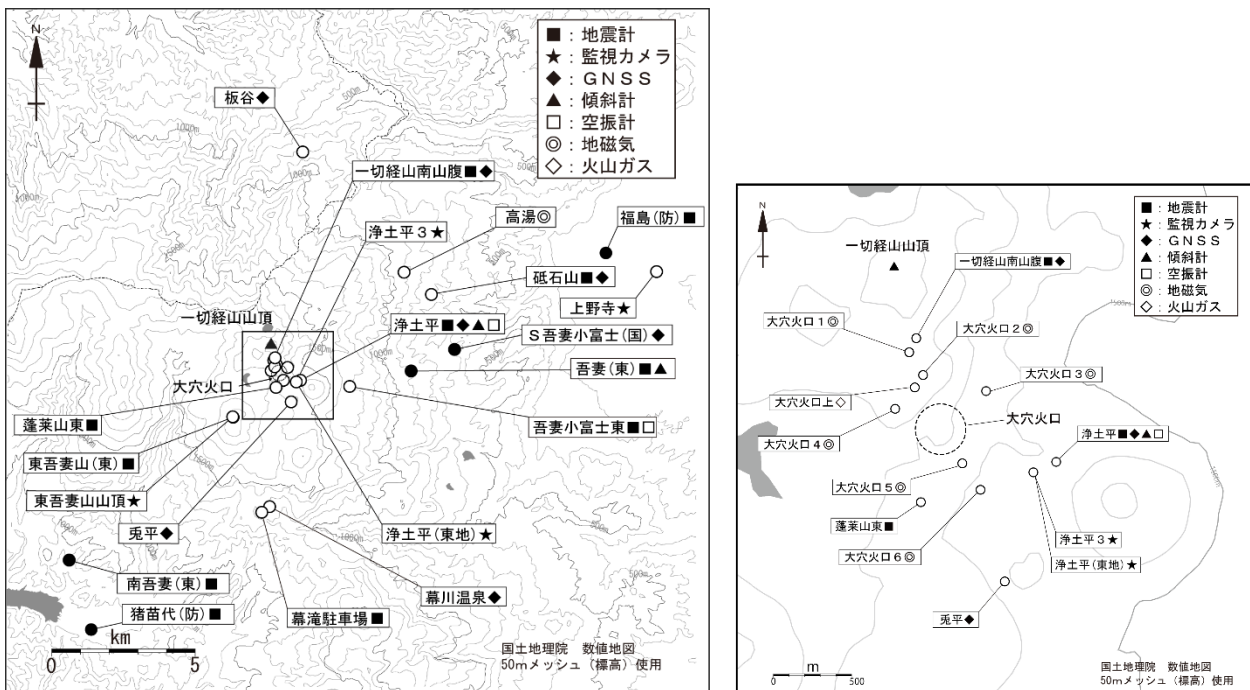 N
■：地震計
★：監視カメラ
◆：ＧＮＳＳ
▲：傾斜計
□：空振計
◎：地磁気
◇：火山ガス
板谷◆
一切経山南山腹■◆
高湯◎
福島(防)■
浄土平３★
砥石山■◆
上野寺★
一切経山山頂
浄土平■◆▲□
Ｓ吾妻小富士(国)◆
大穴火口
吾妻(東)■▲
蓬莱山東■
吾妻小富士東■□
東吾妻山(東)■
東吾妻山山頂★
兎平◆
浄土平(東地)★
南吾妻(東)■
幕川温泉◆
猪苗代(防)■
幕滝駐車場■
km
0 5
国土地理院　数値地図
50mメッシュ（標高）使用
500m
1000m
1500m
N
■：地震計
★：監視カメラ
◆：ＧＮＳＳ
▲：傾斜計
□：空振計
◎：地磁気
◇：火山ガス
一切経山山頂
一切経山南山腹■◆
大穴火口１◎
大穴火口２◎
大穴火口３◎
大穴火口上◇
大穴火口
大穴火口４◎
浄土平■◆▲□
大穴火口５◎
蓬莱山東■
浄土平３★
大穴火口６◎
浄土平(東地)★
兎平◆
m
0 500
国土地理院　数値地図
50mメッシュ（標高）使用
1500m